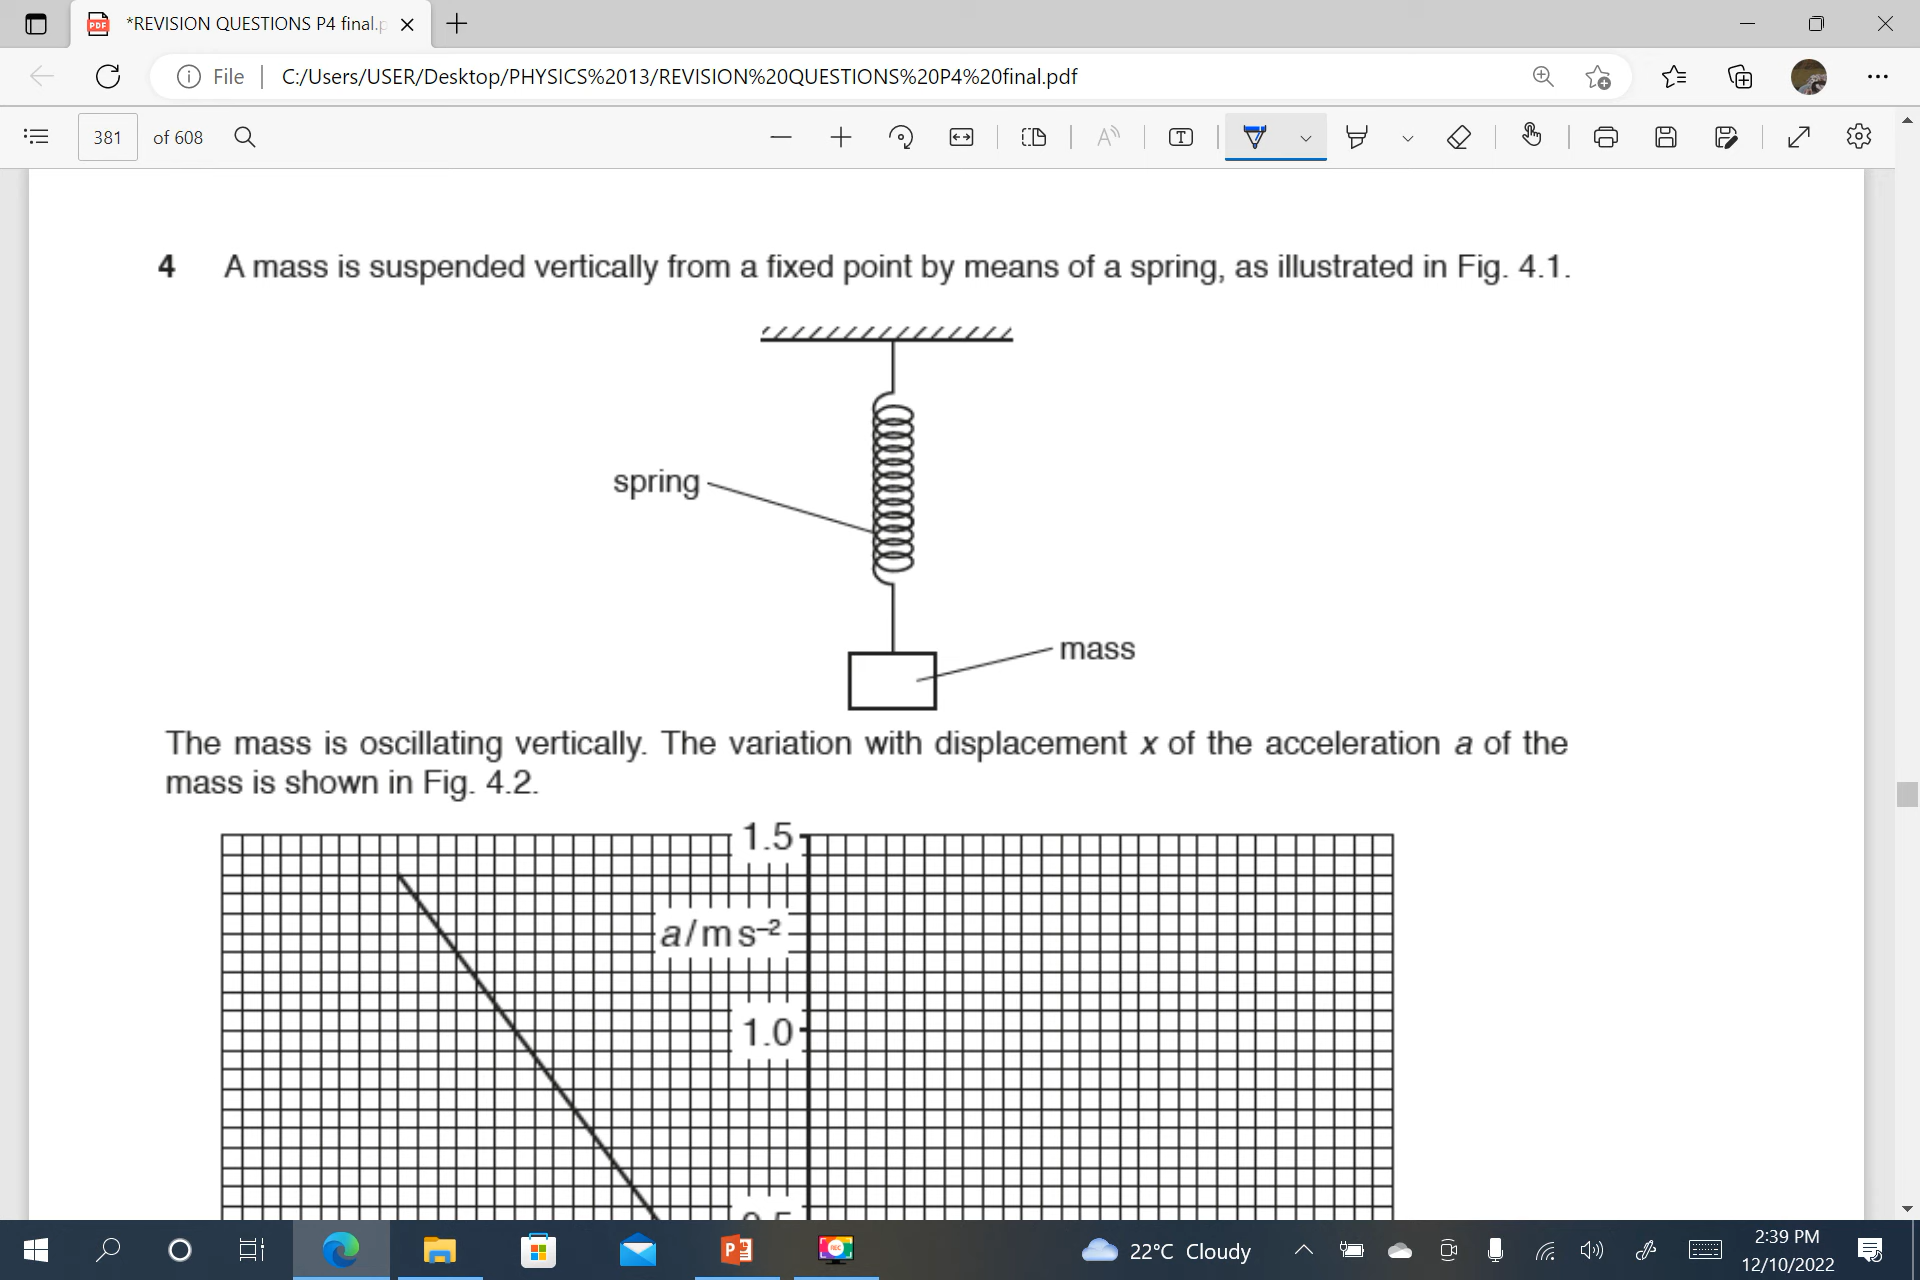 *REVISION QUESTIONS P4 final.p
File
C:/Users/USER/Desktop/PHYSICS%2013/REVISION%20QUESTIONS%20P4%20final.pdf
381 of 608
4 A mass is suspended vertically from a fixed point by means of a spring, as illustrated in Fig. 4.1.
spring
mass
The mass is oscillating vertically. The variation with displacement x of the acceleration a of the
mass is shown in Fig. 4.2.
1.5
a/m s⁻²
1.0
22°C Cloudy
2:39 PM
12/10/2022